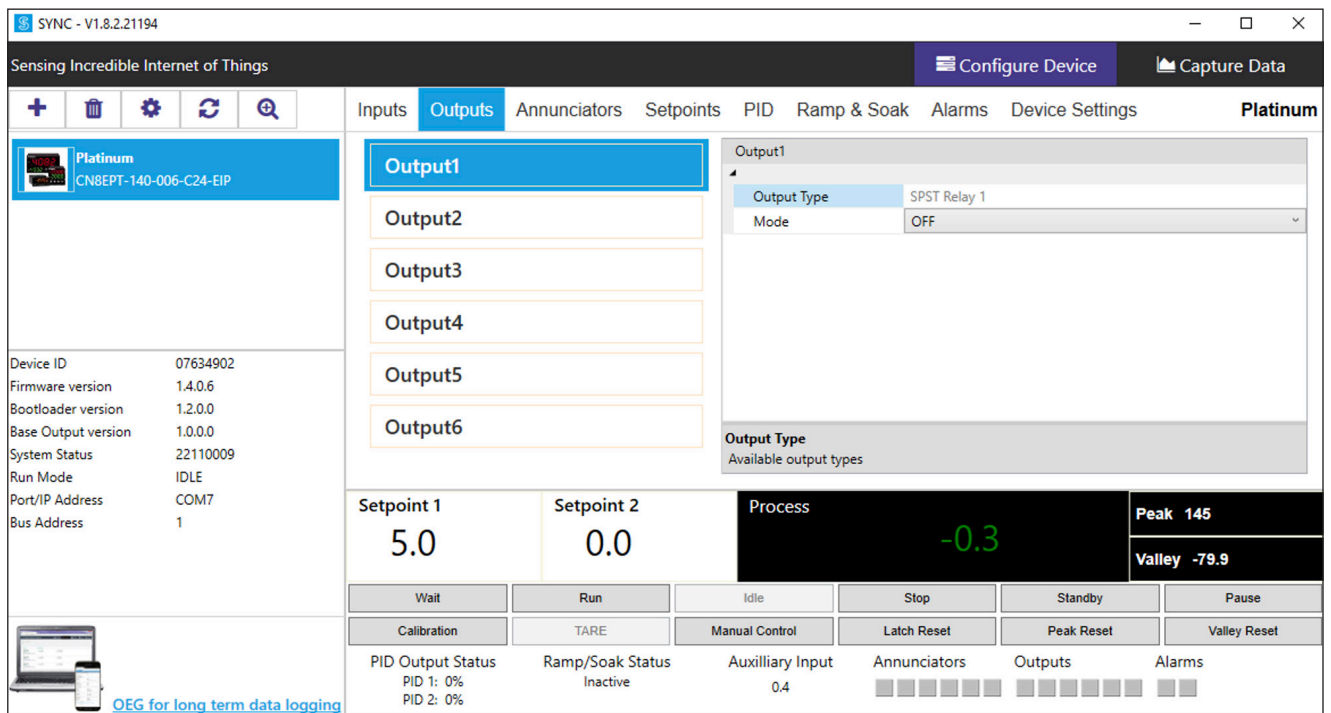 SYNC - V1.8.2.21194
Sensing Incredible Internet of Things
Configure Device
Capture Data
Inputs Outputs Annunciators Setpoints PID Ramp & Soak Alarms Device Settings Platinum
Platinum
CN8EPT-140-006-C24-EIP
Output1
Output2
Output3
Output4
Output5
Output6
Output1
Output Type SPST Relay 1
Mode OFF
Output Type
Available output types
Device ID 07634902
Firmware version 1.4.0.6
Bootloader version 1.2.0.0
Base Output version 1.0.0.0
System Status 22110009
Run Mode IDLE
Port/IP Address COM7
Bus Address 1
OEG for long term data logging
Setpoint 1 Setpoint 2 Process
5.0 0.0 -0.3
Peak 145
Valley -79.9
Wait Run Idle Stop Standby Pause
Calibration TARE Manual Control Latch Reset Peak Reset Valley Reset
PID Output Status Ramp/Soak Status Auxilliary Input Annunciators Outputs Alarms
PID 1: 0% Inactive 0.4
PID 2: 0%